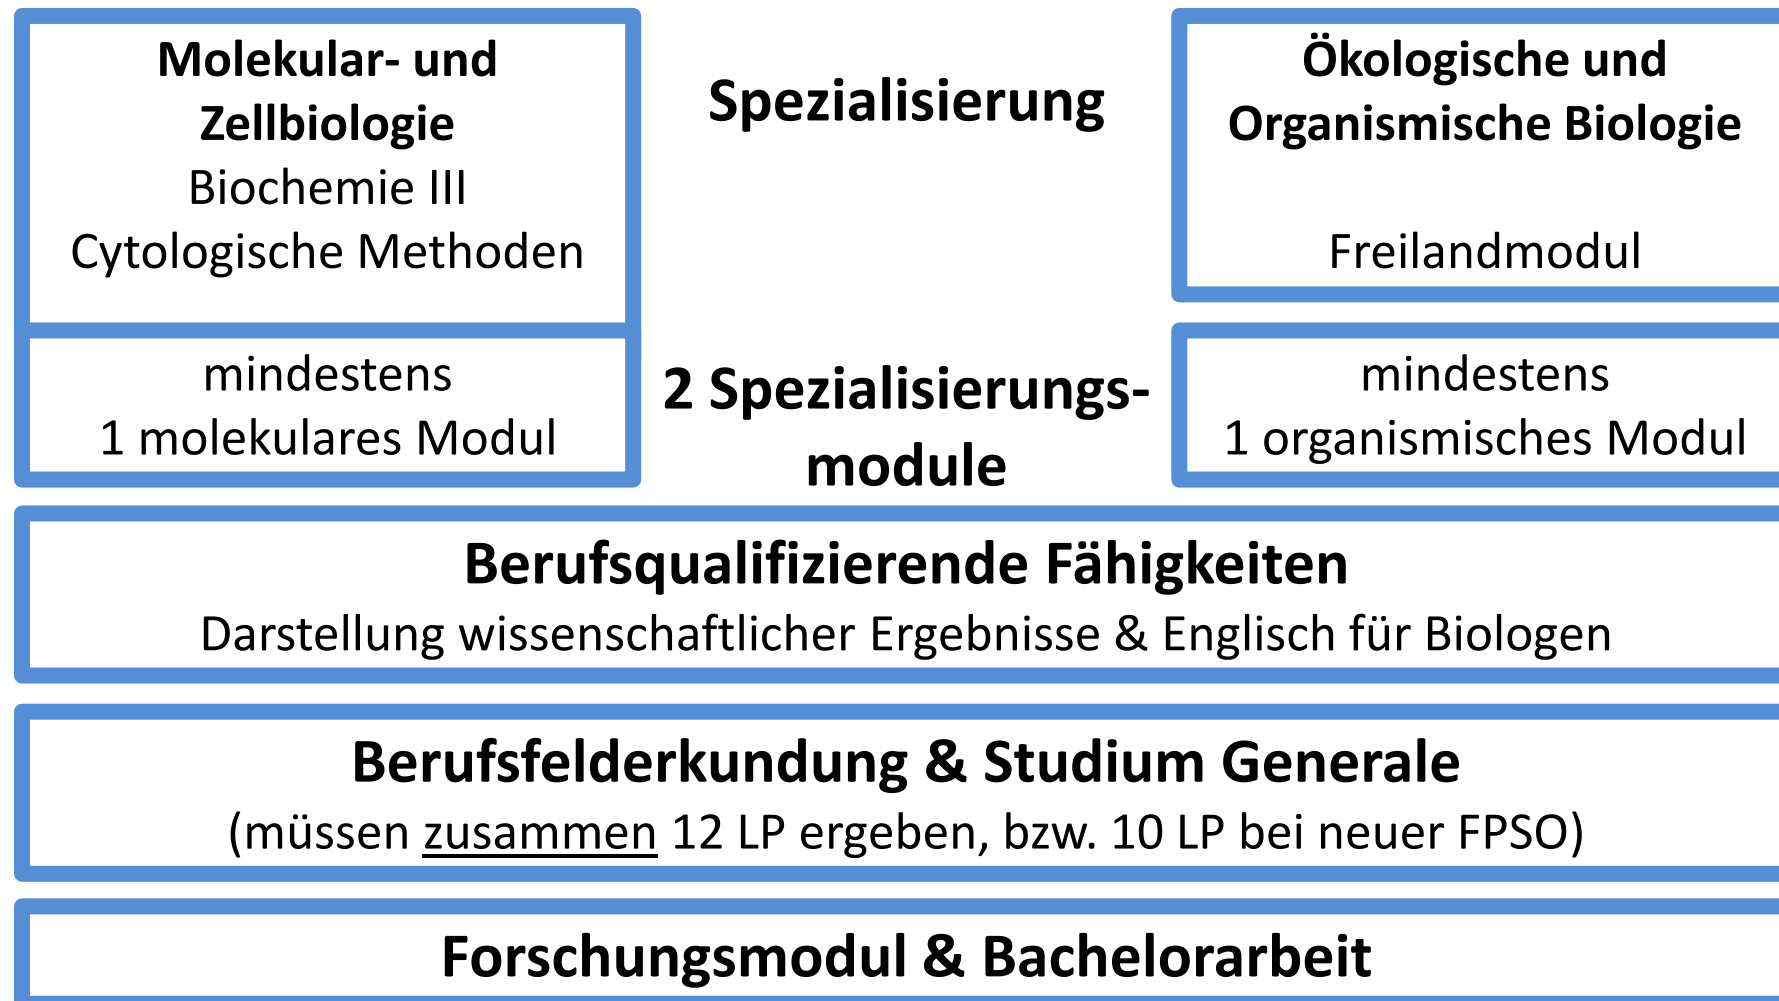 Molekular- und
Zellbiologie
Biochemie III
Cytologische Methoden
Spezialisierung
Ökologische und
Organismische Biologie
Freilandmodul
mindestens
1 molekulares Modul
2 Spezialisierungs-
module
mindestens
1 organismisches Modul
Berufsqualifizierende Fähigkeiten
Darstellung wissenschaftlicher Ergebnisse & Englisch für Biologen
Berufsfelderkundung & Studium Generale
(müssen zusammen 12 LP ergeben, bzw. 10 LP bei neuer FPSO)
Forschungsmodul & Bachelorarbeit